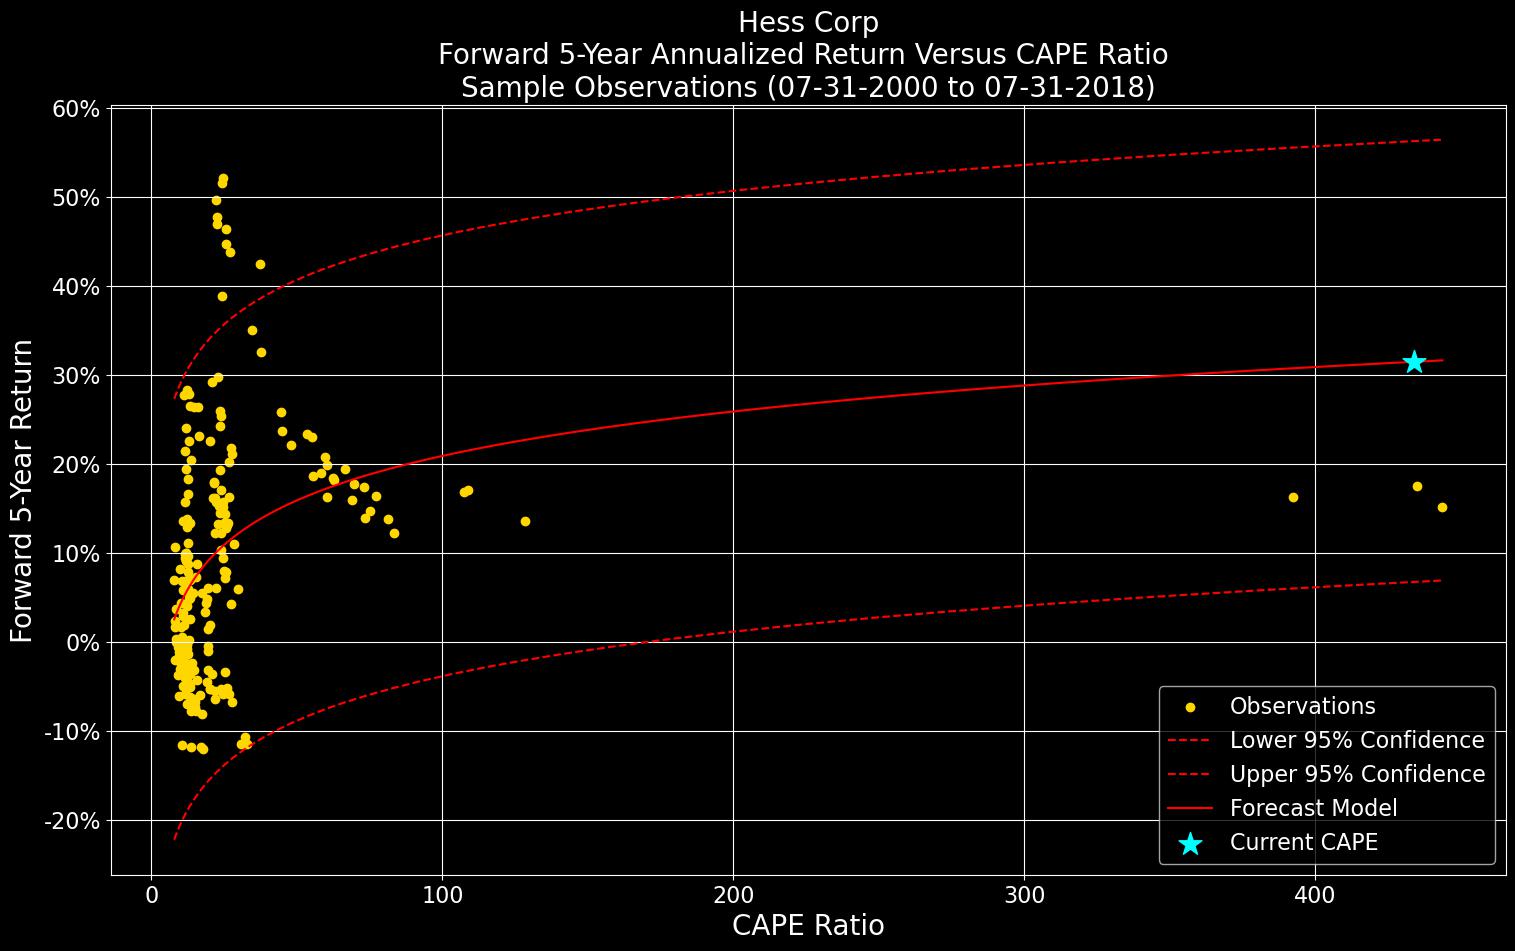 Hess Corp
Forward 5-Year Annualized Return Versus CAPE Ratio
Sample Observations (07-31-2000 to 07-31-2018)
60%
50%
40%
30%
20%
10%
0%
-10%
-20%
Forward 5-Year Return
0 100 200 300 400
CAPE Ratio
Observations
Lower 95% Confidence
Upper 95% Confidence
Forecast Model
Current CAPE